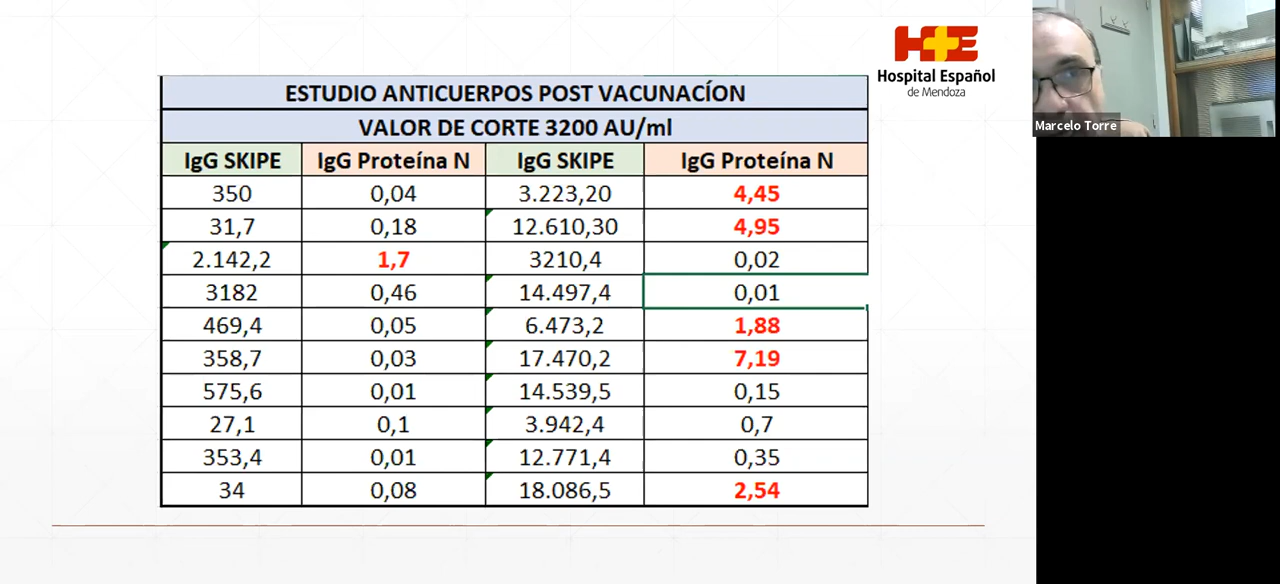 HE
Hospital Español
de Mendoza
Marcelo Torre
ESTUDIO ANTICUERPOS POST VACUNACÍON
VALOR DE CORTE 3200 AU/ml
IgG SKIPE IgG Proteína N IgG SKIPE IgG Proteína N
350 0,04 3.223,20 4,45
31,7 0,18 12.610,30 4,95
2.142,2 1,7 3210,4 0,02
3182 0,46 14.497,4 0,01
469,4 0,05 6.473,2 1,88
358,7 0,03 17.470,2 7,19
575,6 0,01 14.539,5 0,15
27,1 0,1 3.942,4 0,7
353,4 0,01 12.771,4 0,35
34 0,08 18.086,5 2,54